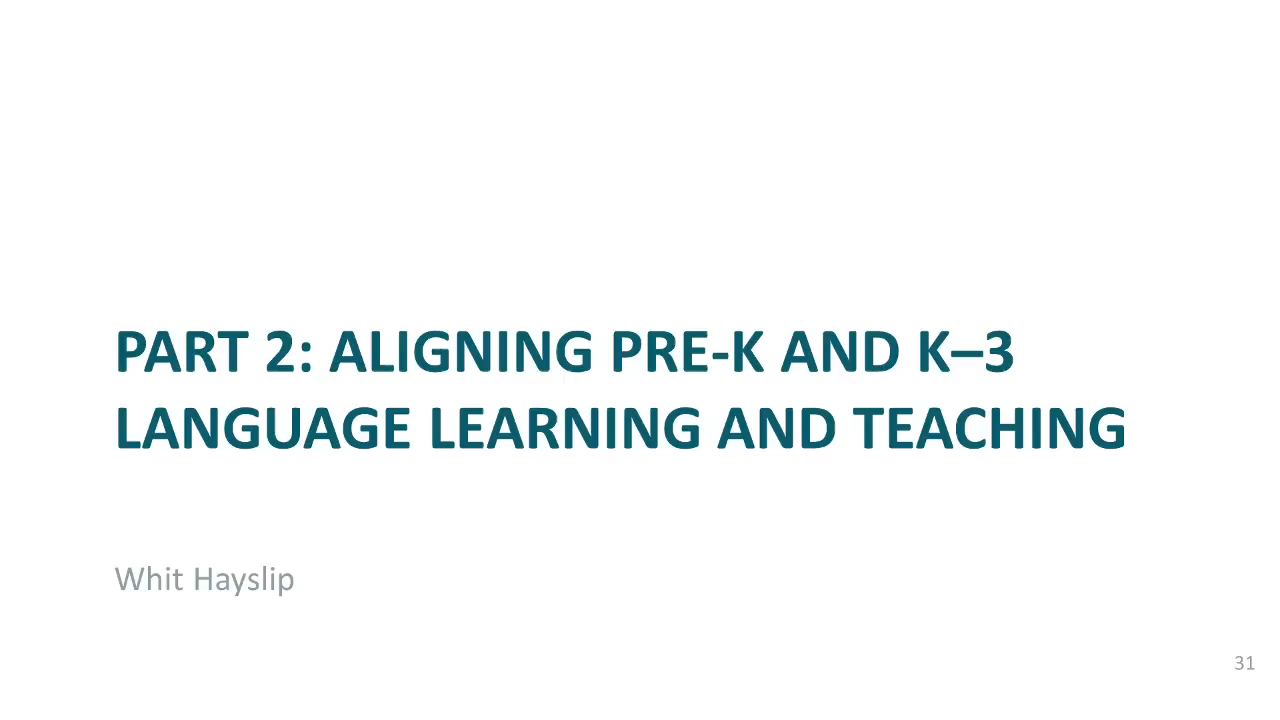 PART 2: ALIGNING PRE-K AND K–3
LANGUAGE LEARNING AND TEACHING
Whit Hayslip
31